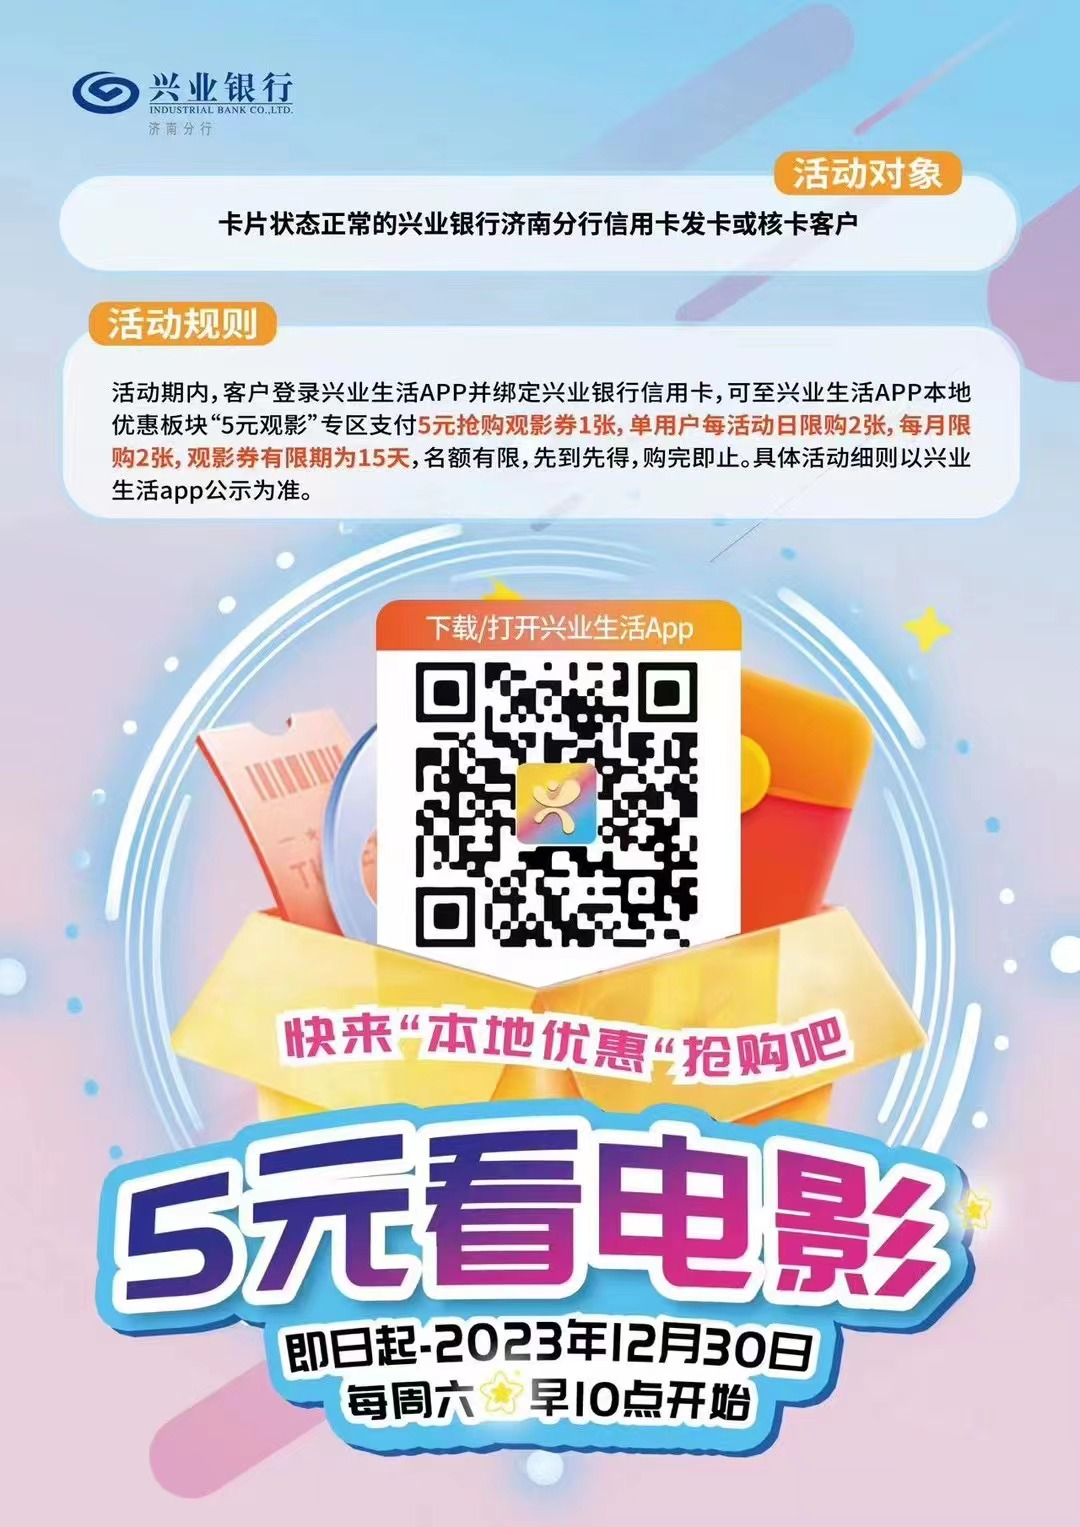 兴业银行
INDUSTRIAL BANK CO.,LTD.
济南分行
活动对象
卡片状态正常的兴业银行济南分行信用卡发卡或核卡客户
活动规则
活动期内，客户登录兴业生活APP并绑定兴业银行信用卡，可至兴业生活APP本地
优惠板块“5元观影”专区支付5元抢购观影券1张，单用户每活动日限购2张，每月限
购2张，观影券有限期为15天，名额有限，先到先得，购完即止。具体活动细则以兴业
生活app公示为准。
下载/打开兴业生活App
快来“本地优惠“抢购吧
5元看电影
即日起-2023年12月30日
每周六 早10点开始